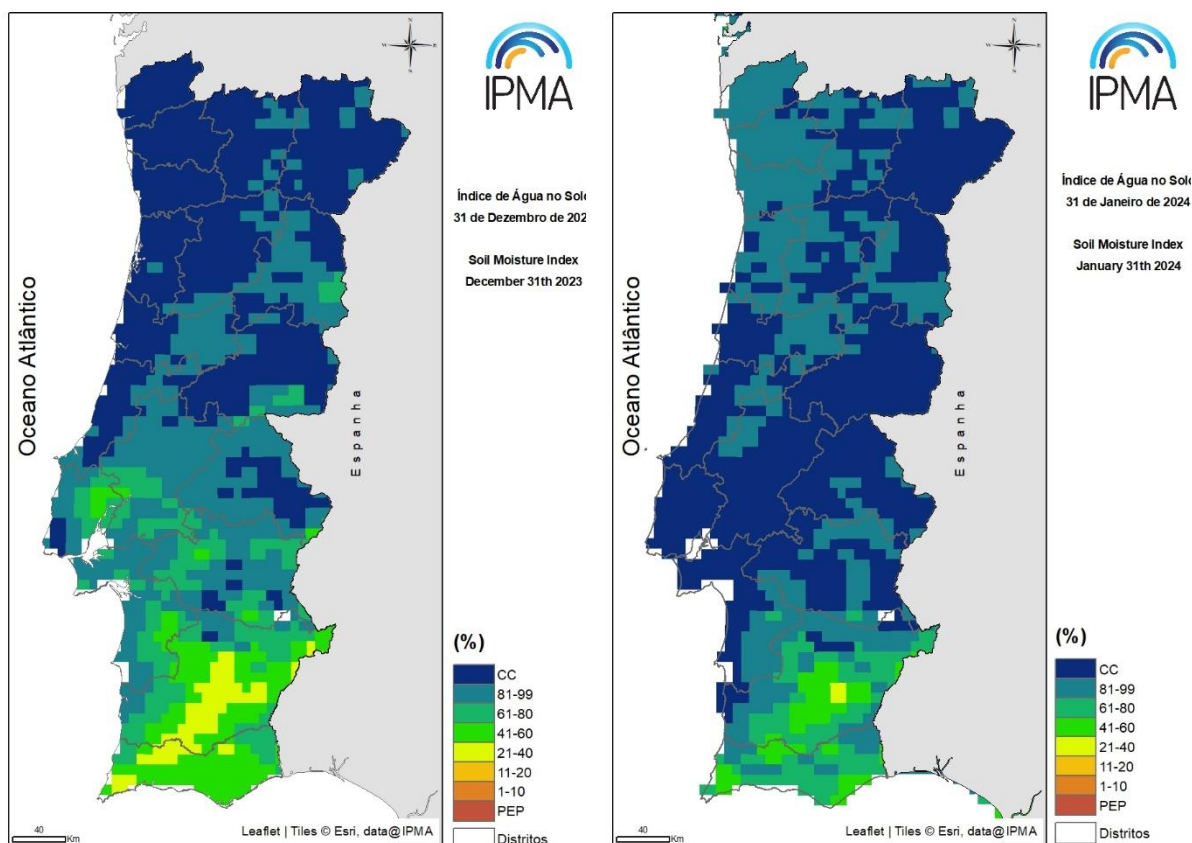 N
W
E
S
IPMA
Índice de Água no Solo
31 de Dezembro de 202
Soil Moisture Index
December 31th 2023
Oceano Atlântico
Espanha
(%)
CC
81-99
61-80
41-60
21-40
11-20
1-10
PEP
Distritos
40
Km
Leaflet | Tiles © Esri, data@IPMA
N
W
E
S
IPMA
Índice de Água no Solo
31 de Janeiro de 2024
Soil Moisture Index
January 31th 2024
Oceano Atlântico
Espanha
(%)
CC
81-99
61-80
41-60
21-40
11-20
1-10
PEP
Distritos
40
Km
Leaflet | Tiles © Esri, data@IPMA